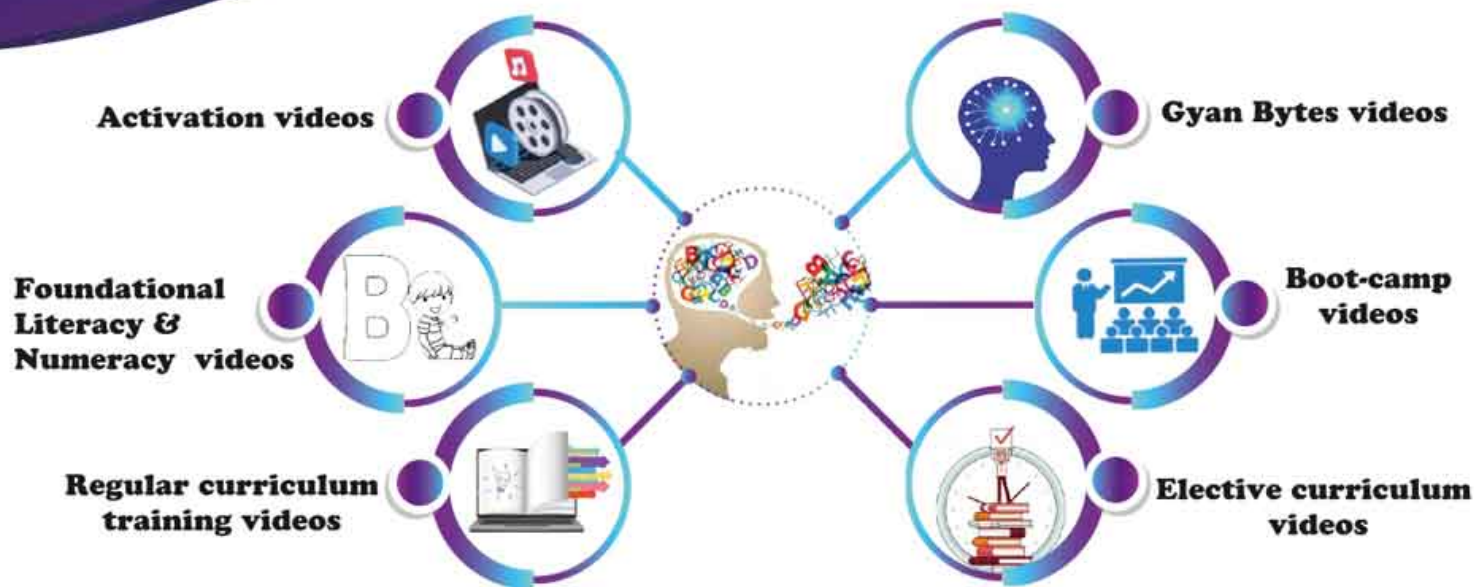 Activation videos
Gyan Bytes videos
Foundational
Literacy &
Numeracy videos
Boot-camp
videos
Regular curriculum
training videos
Elective curriculum
videos
B